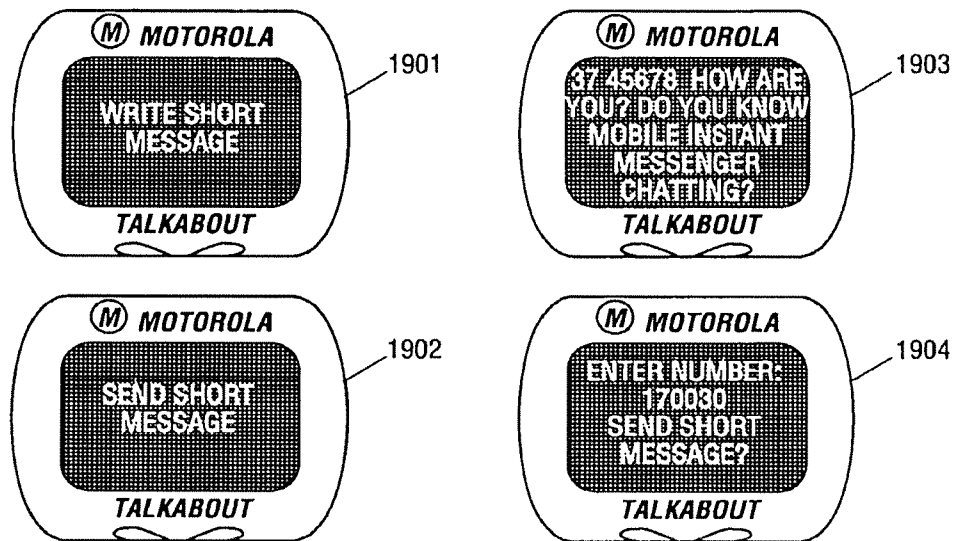 M MOTOROLA
WRITE SHORT
MESSAGE
TALKABOUT
1901
M MOTOROLA
37 45678 HOW ARE
YOU? DO YOU KNOW
MOBILE INSTANT
MESSENGER
CHATTING?
TALKABOUT
1903
M MOTOROLA
SEND SHORT
MESSAGE
TALKABOUT
1902
M MOTOROLA
ENTER NUMBER:
170030
SEND SHORT
MESSAGE?
TALKABOUT
1904